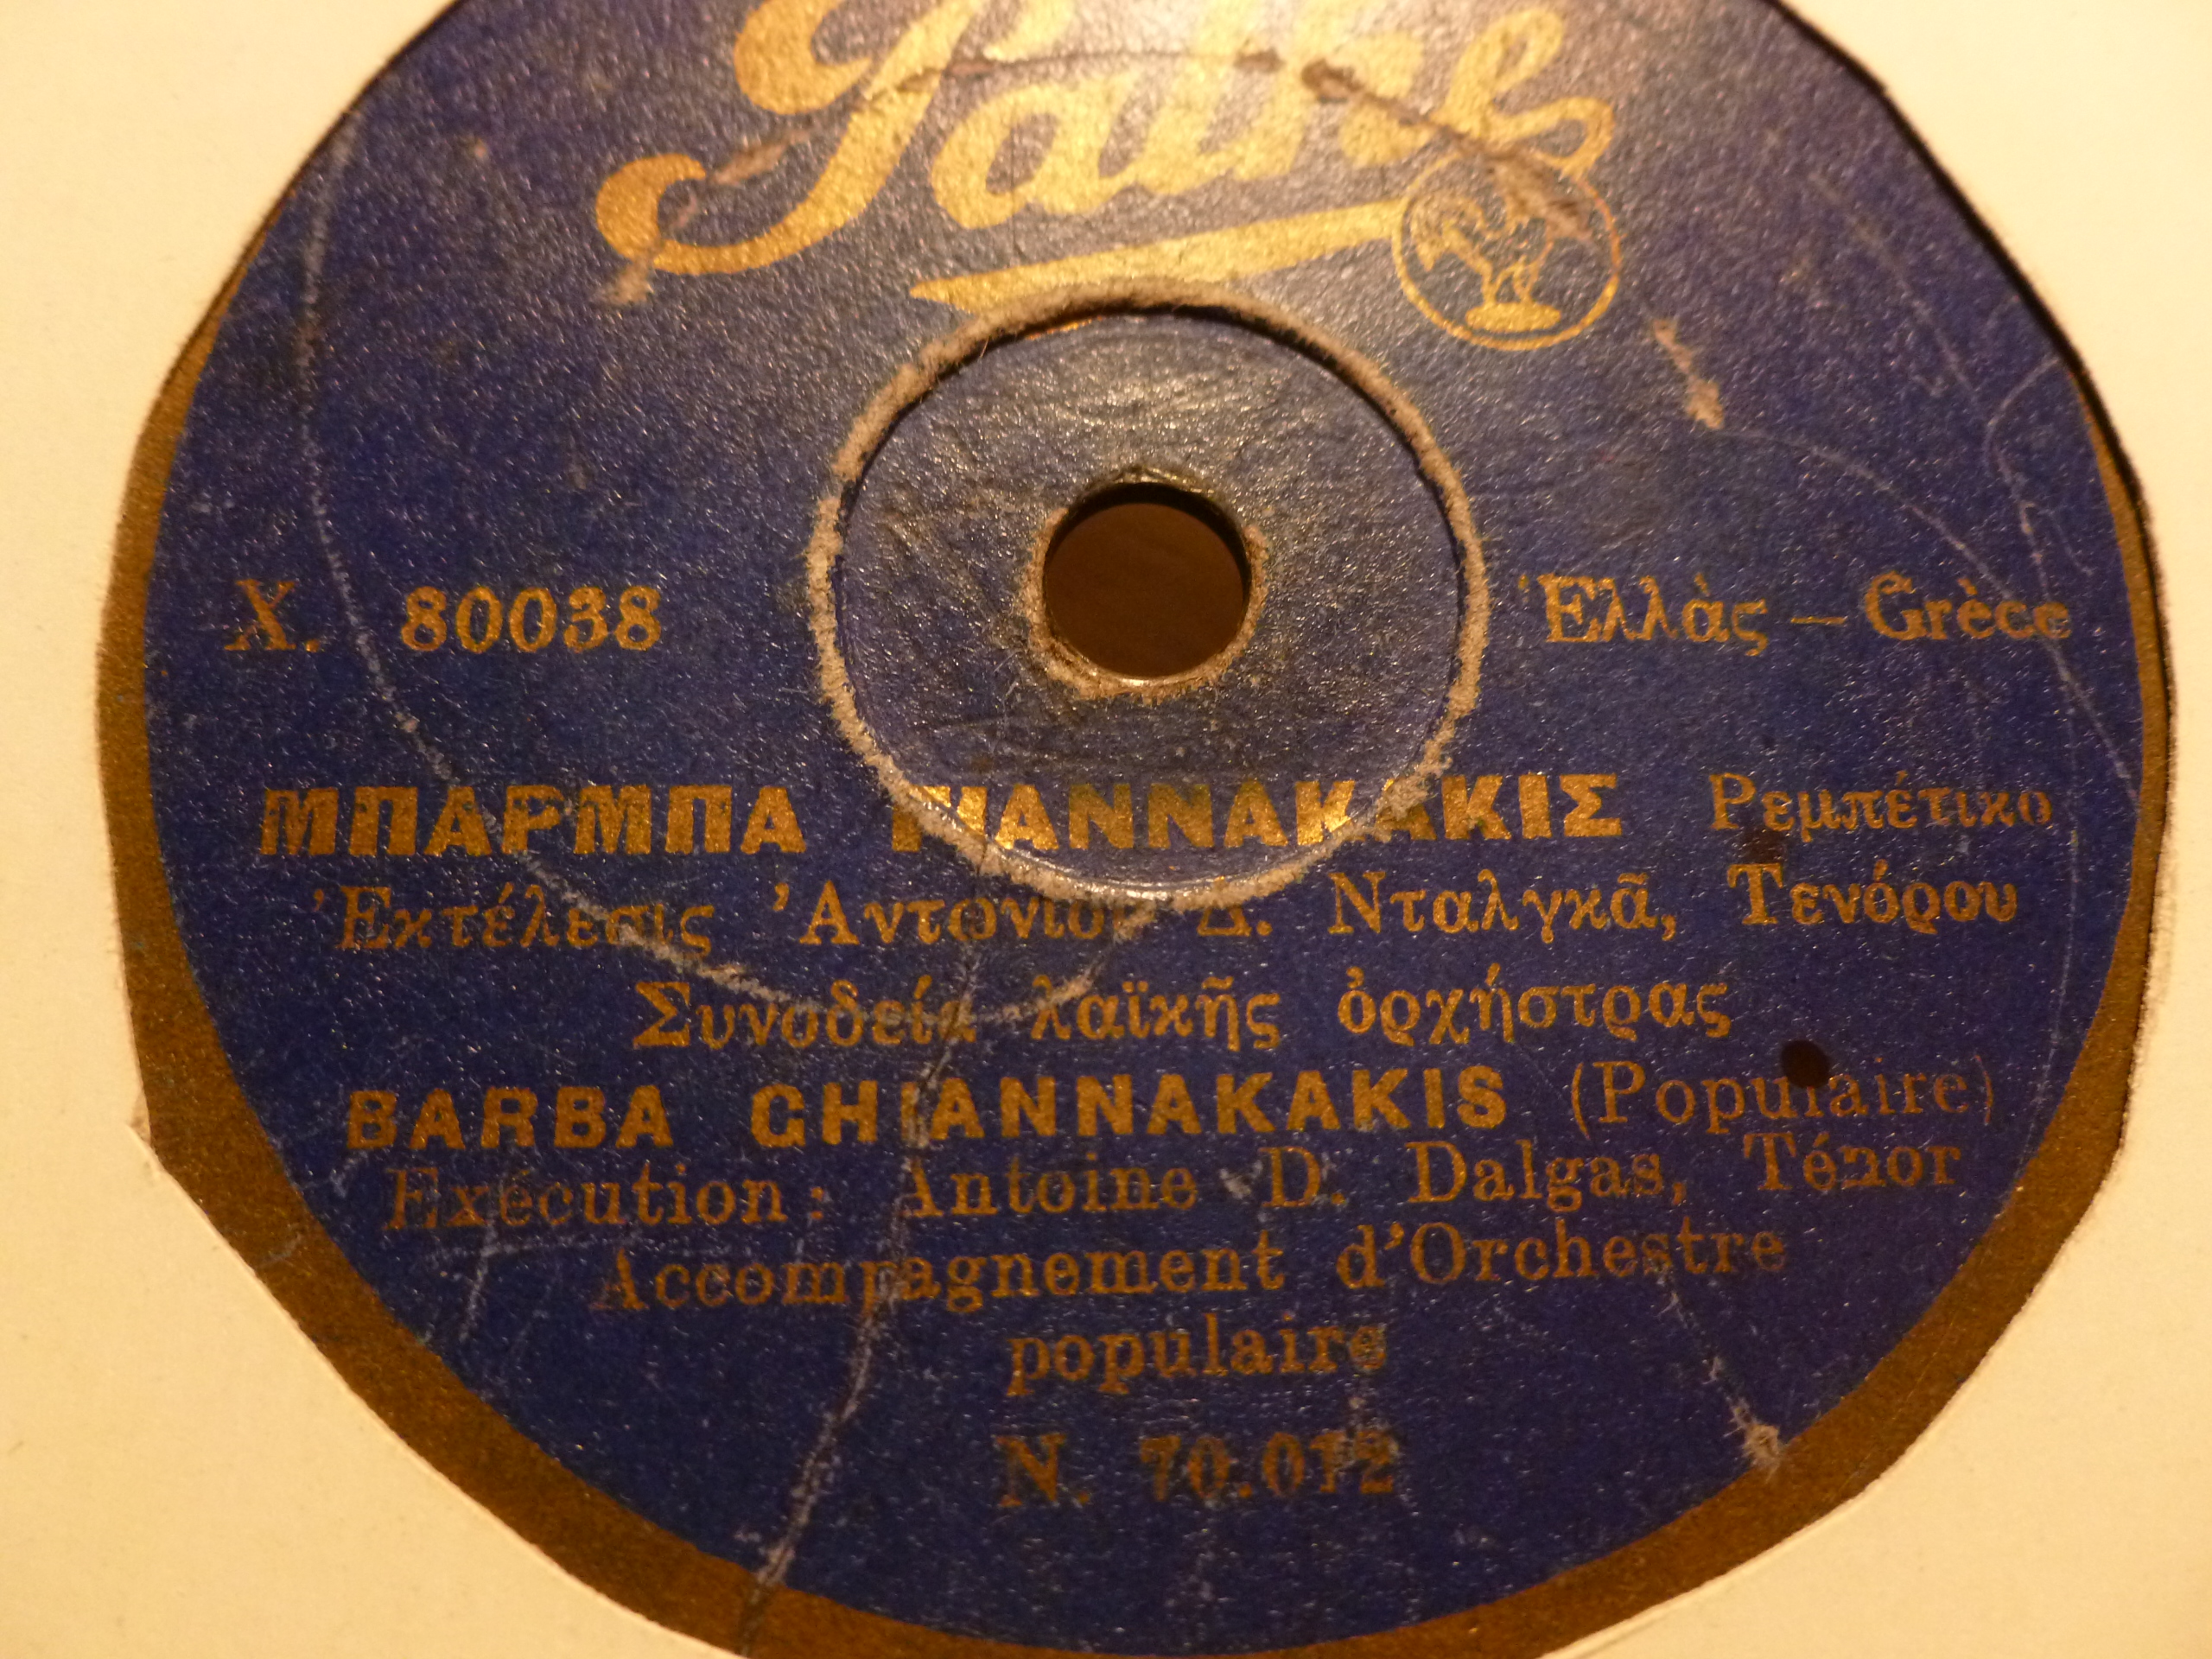 Pathé
X. 80038
Ἑλλὰς — Grèce
ΜΠΑΡΜΠΑ ΓΙΑΝΝΑΚΑΚΙΣ Ρεμπέτικο
Ἐκτέλεσις Ἀντωνίου Δ. Νταλγκᾶ, Τενόρου
Συνοδείᾳ λαϊκῆς ὀρχήστρας
BARBA GHIANNAKAKIS (Populaire)
Exécution: Antoine D. Dalgas, Ténor
Accompagnement d'Orchestre
populaire
N. 70.012